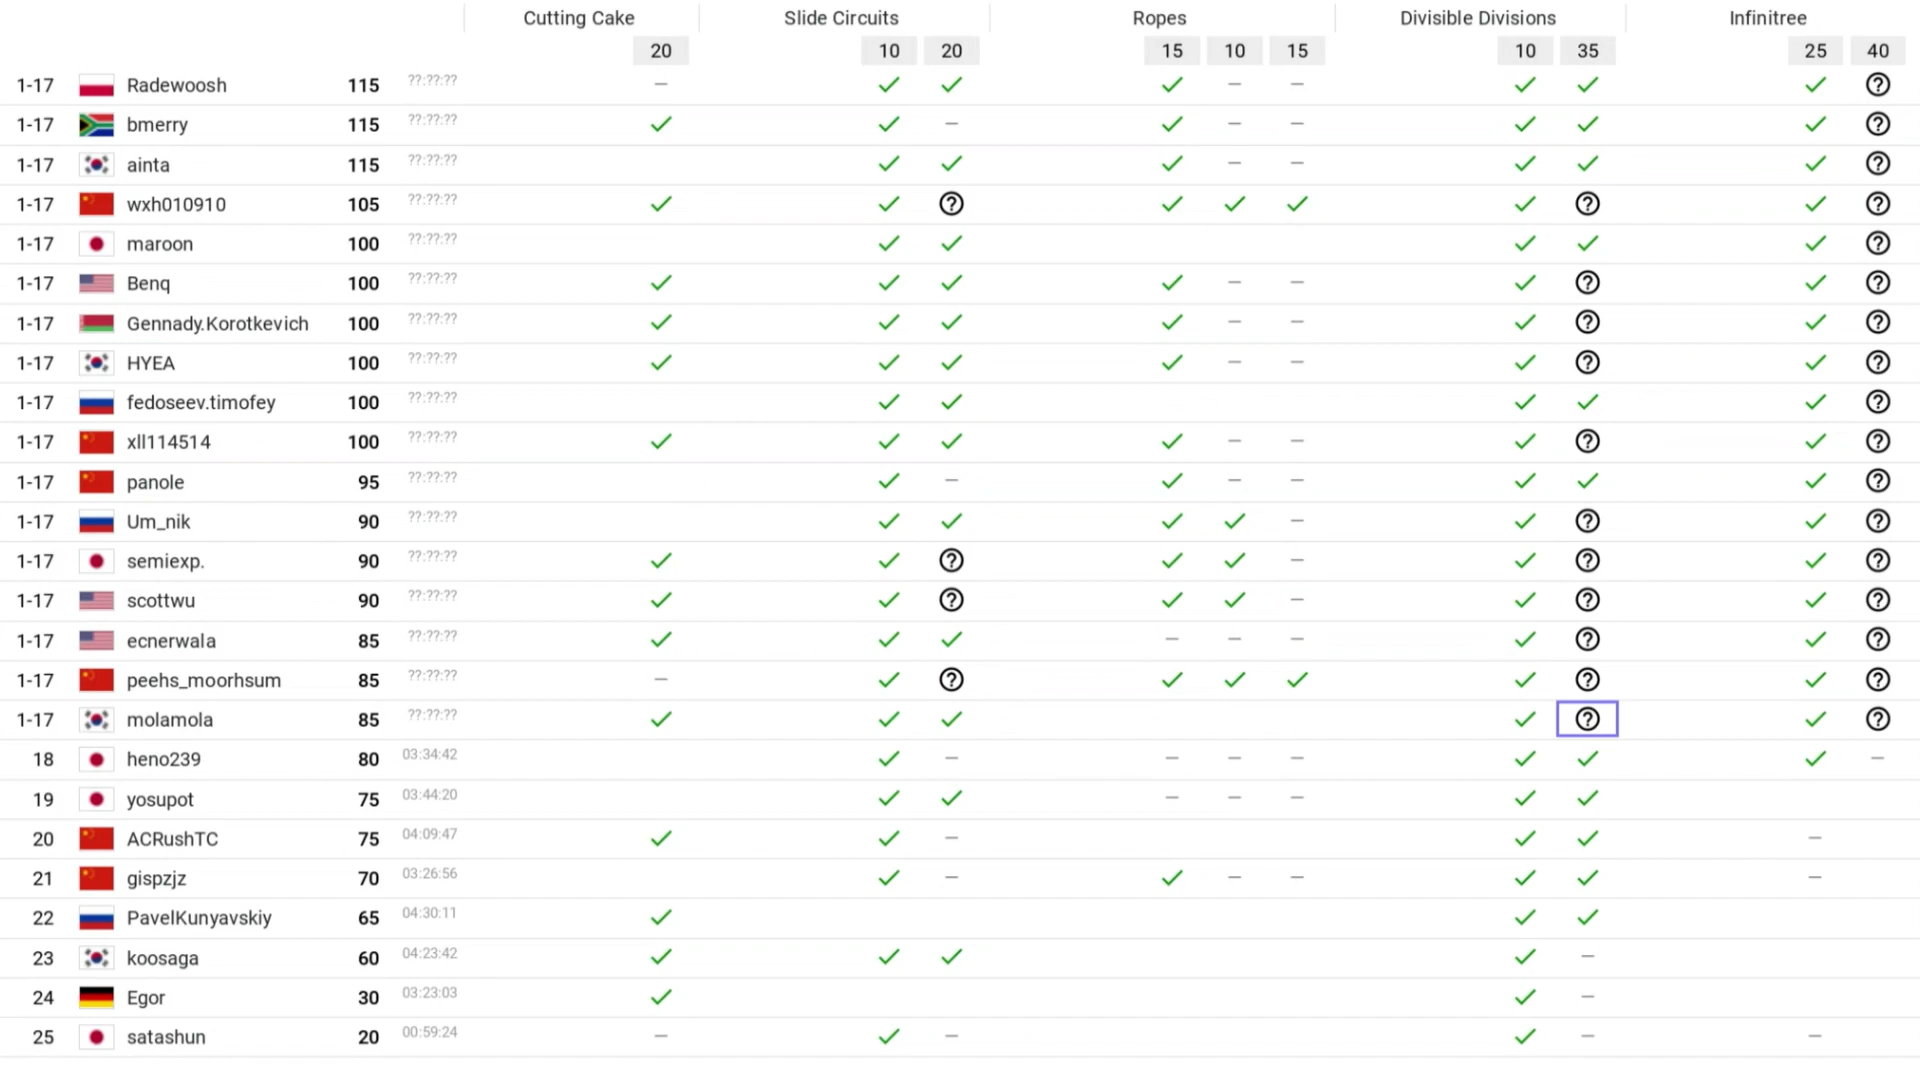 Cutting Cake Slide Circuits Ropes Divisible Divisions Infinitree
20 10 20 15 10 15 10 35 25 40
1-17 Radewoosh 115 ??:??:?? – ✓ ✓ ✓ – – ✓ ✓ ✓ ?
1-17 bmerry 115 ??:??:?? ✓ ✓ – ✓ – – ✓ ✓ ✓ ?
1-17 ainta 115 ??:??:?? ✓ ✓ ✓ – – ✓ ✓ ✓ ?
1-17 wxh010910 105 ??:??:?? ✓ ✓ ? ✓ ✓ ✓ ✓ ? ✓ ?
1-17 maroon 100 ??:??:?? ✓ ✓ ✓ ✓ ✓ ?
1-17 Benq 100 ??:??:?? ✓ ✓ ✓ ✓ – – ✓ ? ✓ ?
1-17 Gennady.Korotkevich 100 ??:??:?? ✓ ✓ ✓ ✓ – – ✓ ? ✓ ?
1-17 HYEA 100 ??:??:?? ✓ ✓ ✓ ✓ – – ✓ ? ✓ ?
1-17 fedoseev.timofey 100 ??:??:?? ✓ ✓ ✓ ✓ ✓ ?
1-17 xll114514 100 ??:??:?? ✓ ✓ ✓ ✓ – – ✓ ? ✓ ?
1-17 panole 95 ??:??:?? ✓ – ✓ – – ✓ ✓ ✓ ?
1-17 Um_nik 90 ??:??:?? ✓ ✓ ✓ ✓ – ✓ ? ✓ ?
1-17 semiexp. 90 ??:??:?? ✓ ✓ ? ✓ ✓ – ✓ ? ✓ ?
1-17 scottwu 90 ??:??:?? ✓ ✓ ? ✓ ✓ – ✓ ? ✓ ?
1-17 ecnerwala 85 ??:??:?? ✓ ✓ ✓ – – – ✓ ? ✓ ?
1-17 peehs_moorhsum 85 ??:??:?? – ✓ ? ✓ ✓ ✓ ✓ ? ✓ ?
1-17 molamola 85 ??:??:?? ✓ ✓ ✓ ✓ ? ✓ ?
18 heno239 80 03:34:42 ✓ – – – – ✓ ✓ ✓ –
19 yosupot 75 03:44:20 ✓ ✓ – – – ✓ ✓
20 ACRushTC 75 04:09:47 ✓ ✓ – ✓ ✓ –
21 gispzjz 70 03:26:56 ✓ – ✓ – – ✓ ✓ –
22 PavelKunyavskiy 65 04:30:11 ✓ ✓ ✓
23 koosaga 60 04:23:42 ✓ ✓ ✓ ✓ –
24 Egor 30 03:23:03 ✓ ✓ –
25 satashun 20 00:59:24 – ✓ – ✓ – –